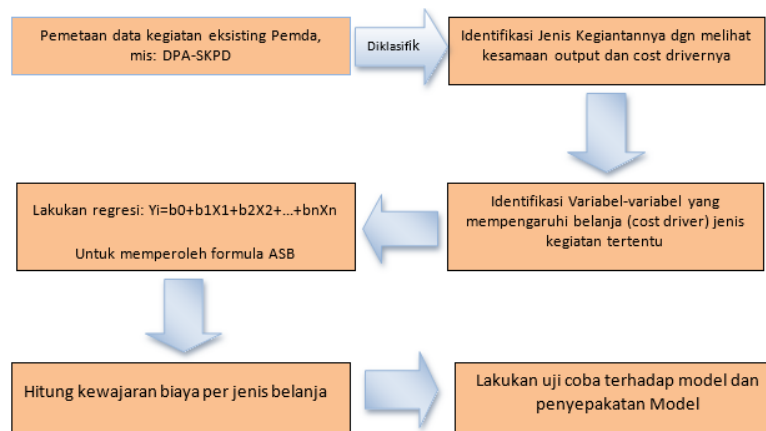 Pemetaan data kegiatan eksisting Pemda,
mis: DPA-SKPD
Diklasifik
Identifikasi Jenis Kegiantannya dgn melihat
kesamaan output dan cost drivernya
Identifikasi Variabel-variabel yang
mempengaruhi belanja (cost driver) jenis
kegiatan tertentu
Lakukan regresi: Yi=b0+b1X1+b2X2+…+bnXn
Untuk memperoleh formula ASB
Hitung kewajaran biaya per jenis belanja
Lakukan uji coba terhadap model dan
penyepakatan Model